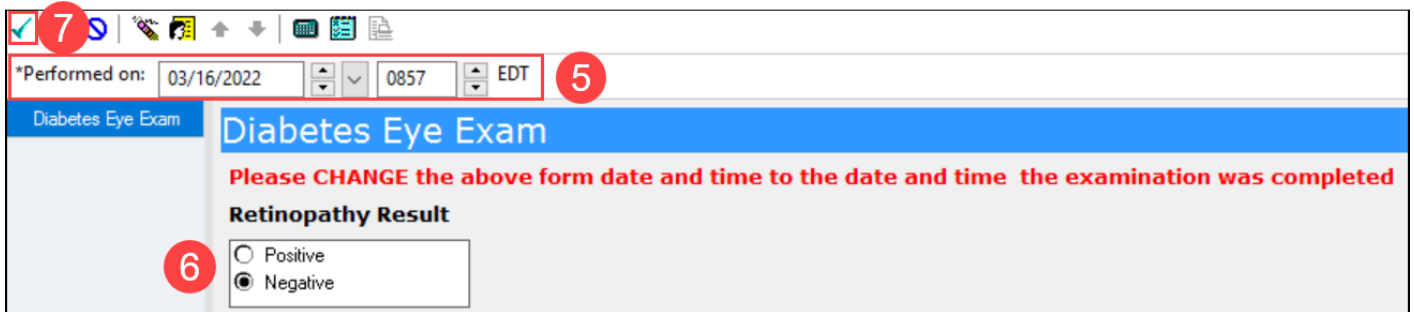 7
*Performed on: 03/16/2022 0857 EDT 5
Diabetes Eye Exam
Diabetes Eye Exam
Please CHANGE the above form date and time to the date and time the examination was completed
Retinopathy Result
Positive
6
Negative